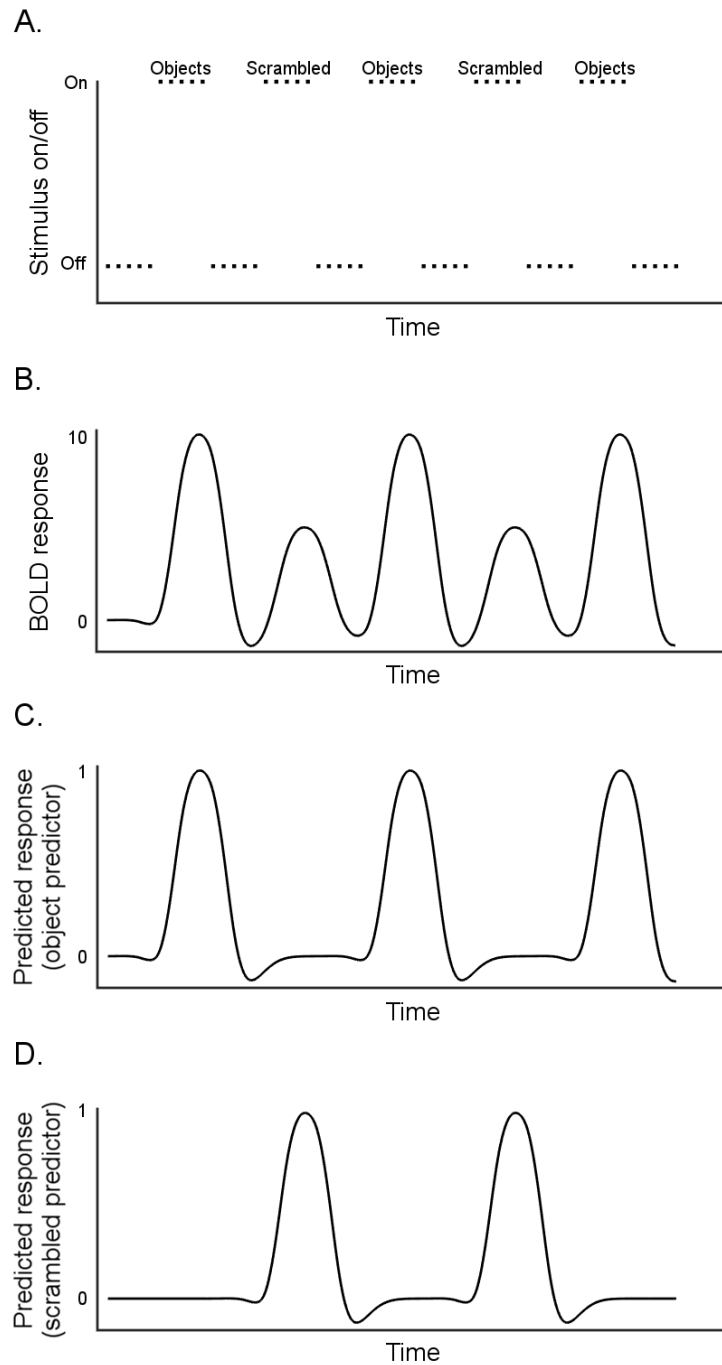 A.
Objects Scrambled Objects Scrambled Objects
On
Stimulus on/off
Off
Time
B.
10
BOLD response
0
Time
C.
1
Predicted response
(object predictor)
0
Time
D.
1
Predicted response
(scrambled predictor)
0
Time